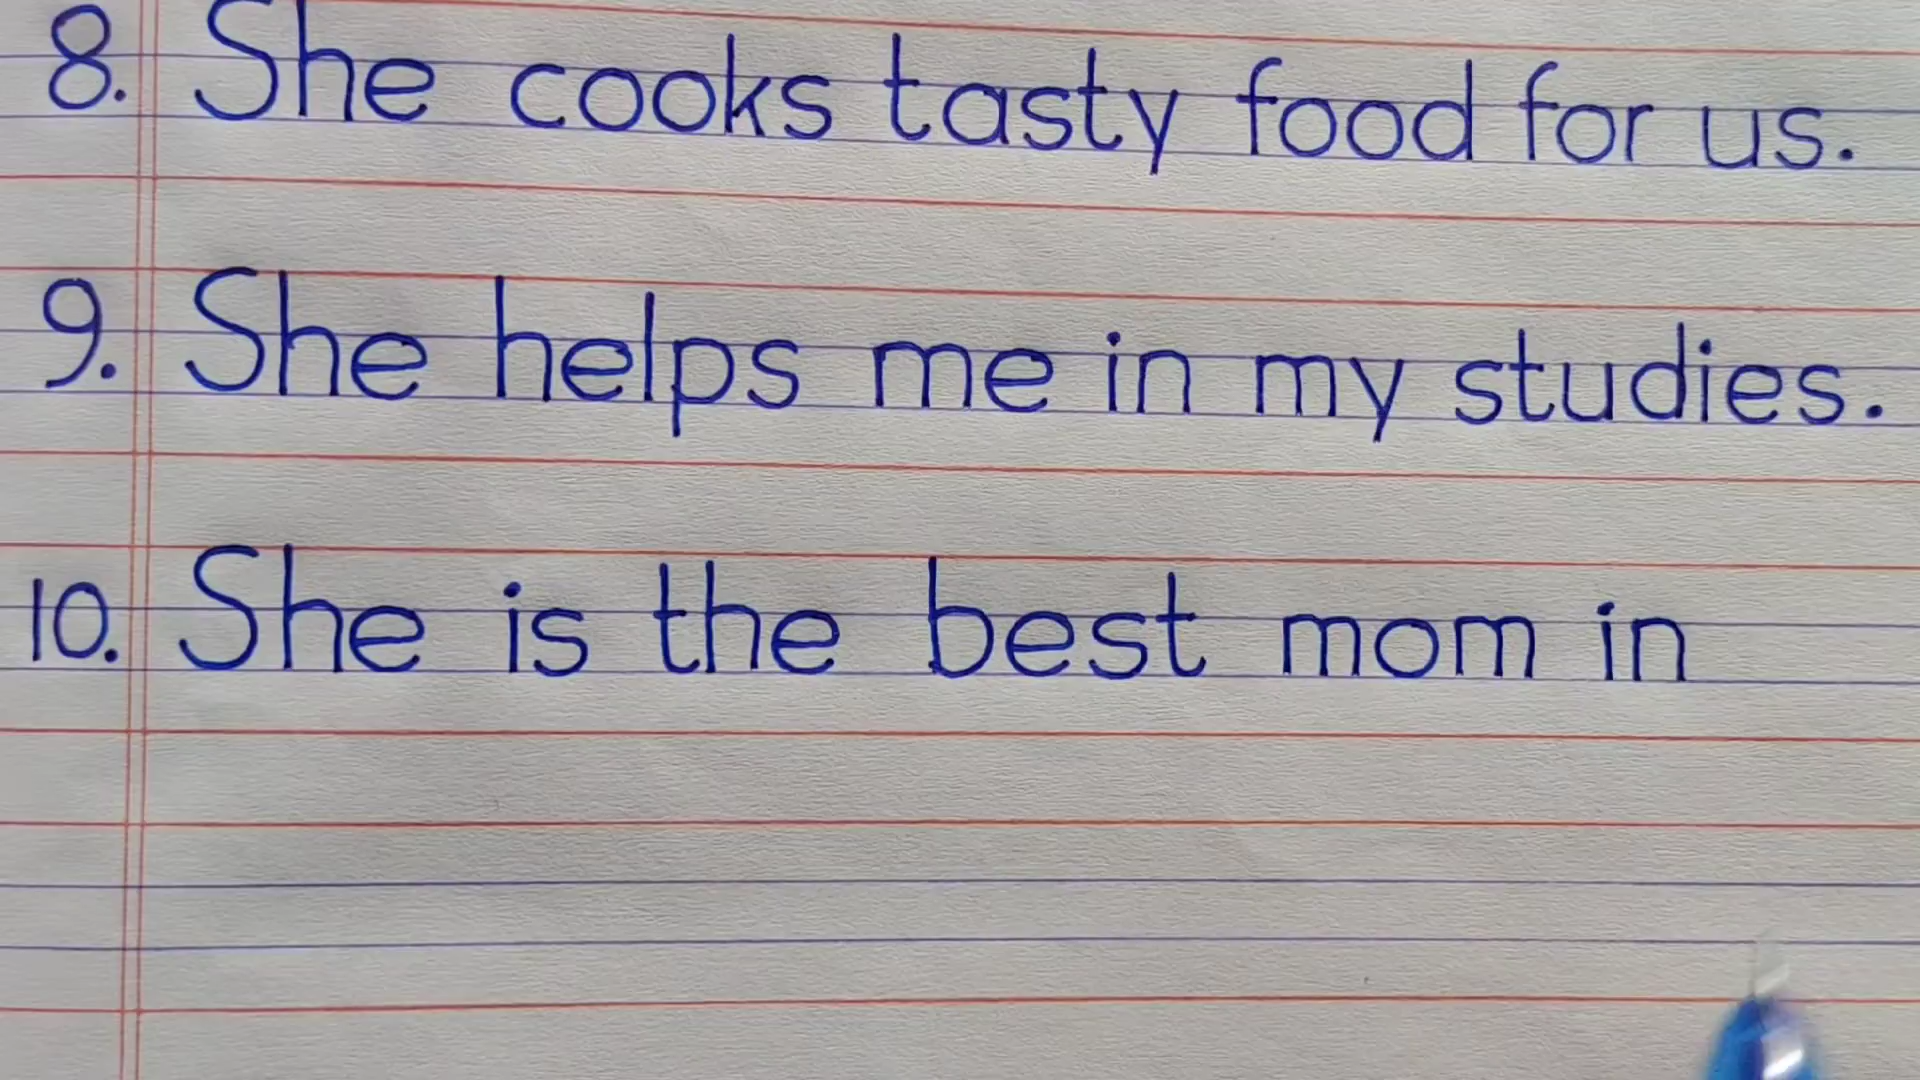 8. She cooks tasty food for us.
9. She helps me in my studies.
10. She is the best mom in